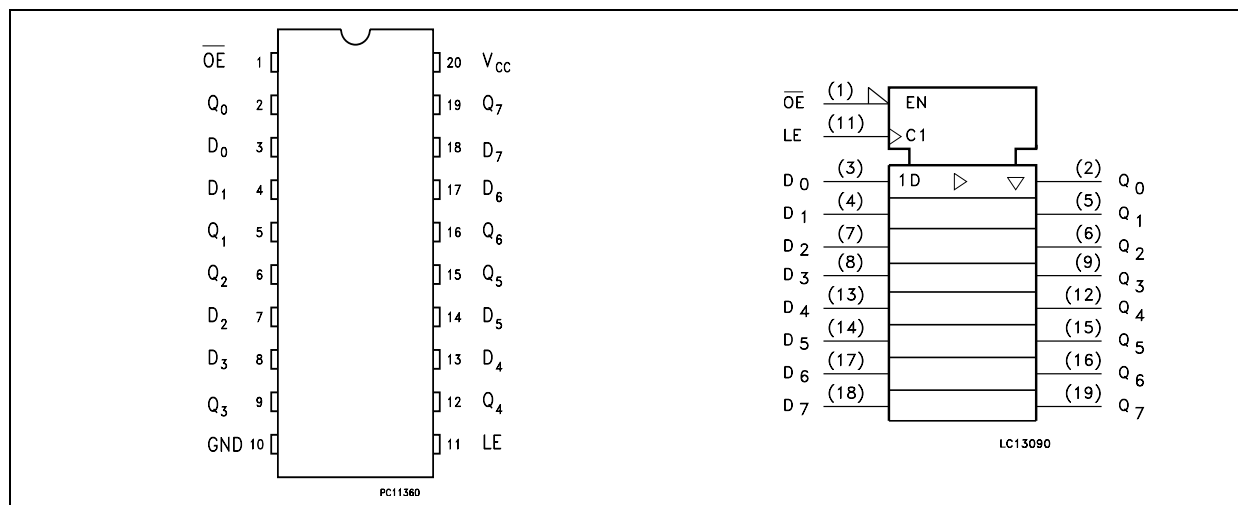 O̅E̅ 1 20 VCC
Q0 2 19 Q7
D0 3 18 D7
D1 4 17 D6
Q1 5 16 Q6
Q2 6 15 Q5
D2 7 14 D5
D3 8 13 D4
Q3 9 12 Q4
GND 10 11 LE
PC11360
O̅E̅ (1) EN
LE (11) C1
D0 (3) 1D (2) Q0
D1 (4) (5) Q1
D2 (7) (6) Q2
D3 (8) (9) Q3
D4 (13) (12) Q4
D5 (14) (15) Q5
D6 (17) (16) Q6
D7 (18) (19) Q7
LC13090